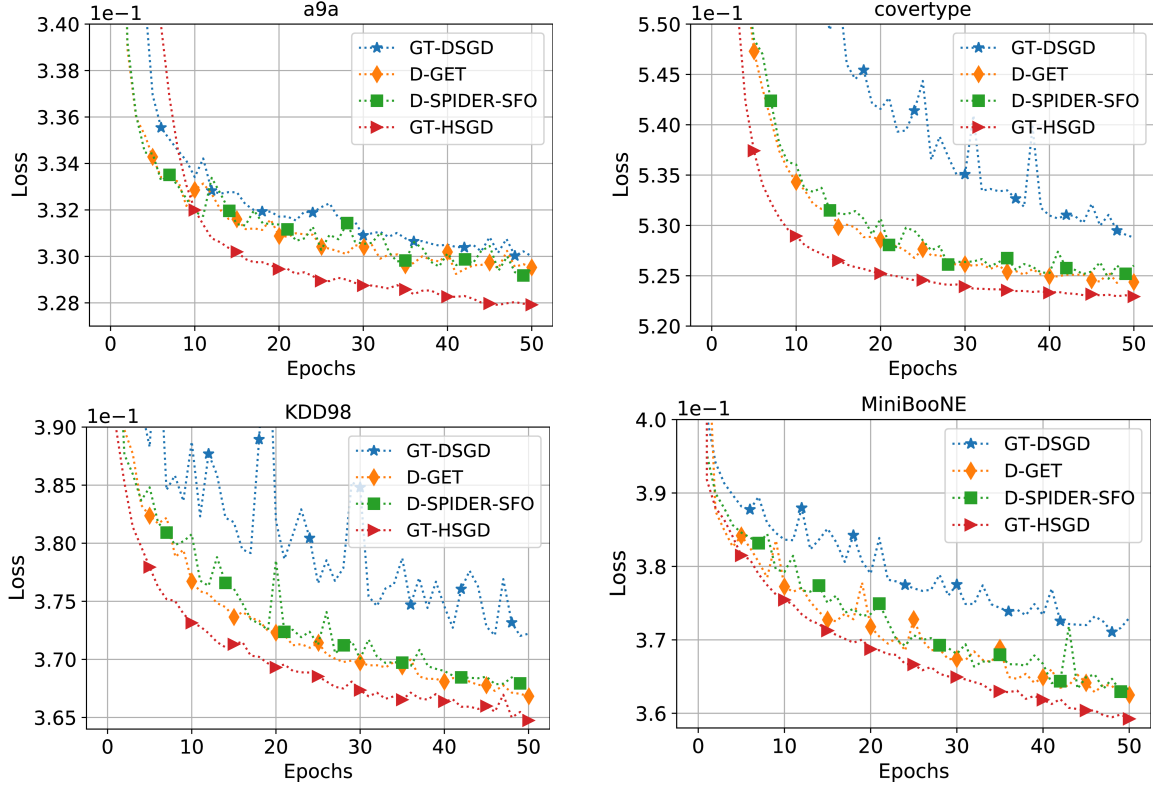 a9a
1e−1
3.40
3.38
3.36
3.34
3.32
3.30
3.28
Loss
0 10 20 30 40 50
Epochs
GT-DSGD
D-GET
D-SPIDER-SFO
GT-HSGD
covertype
1e−1
5.50
5.45
5.40
5.35
5.30
5.25
5.20
Loss
0 10 20 30 40 50
Epochs
GT-DSGD
D-GET
D-SPIDER-SFO
GT-HSGD
KDD98
1e−1
3.90
3.85
3.80
3.75
3.70
3.65
Loss
0 10 20 30 40 50
Epochs
GT-DSGD
D-GET
D-SPIDER-SFO
GT-HSGD
MiniBooNE
1e−1
4.0
3.9
3.8
3.7
3.6
Loss
0 10 20 30 40 50
Epochs
GT-DSGD
D-GET
D-SPIDER-SFO
GT-HSGD